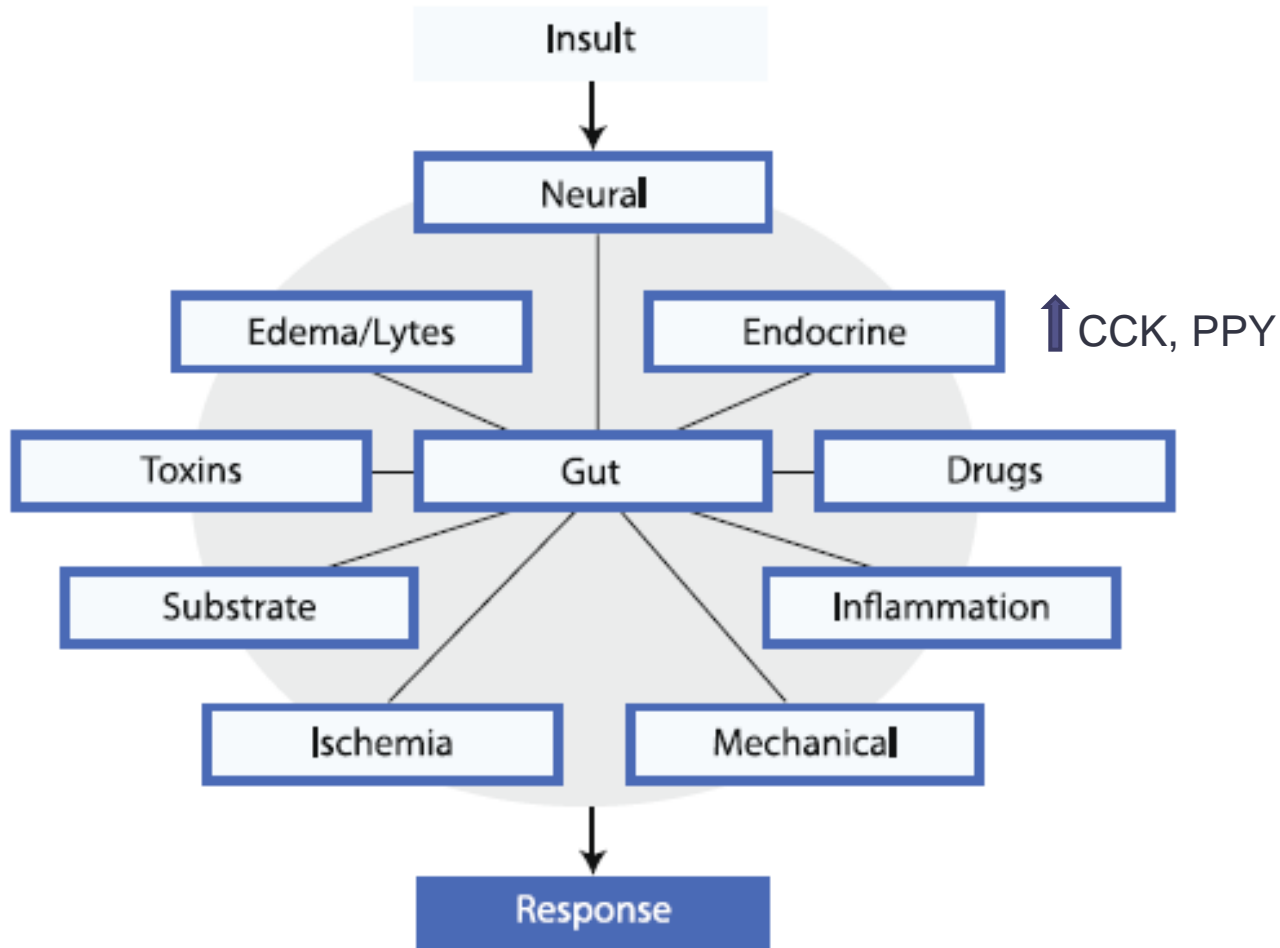 Insult
Neural
Edema/Lytes
Endocrine
CCK, PPY
Toxins
Gut
Drugs
Substrate
Inflammation
Ischemia
Mechanical
Response